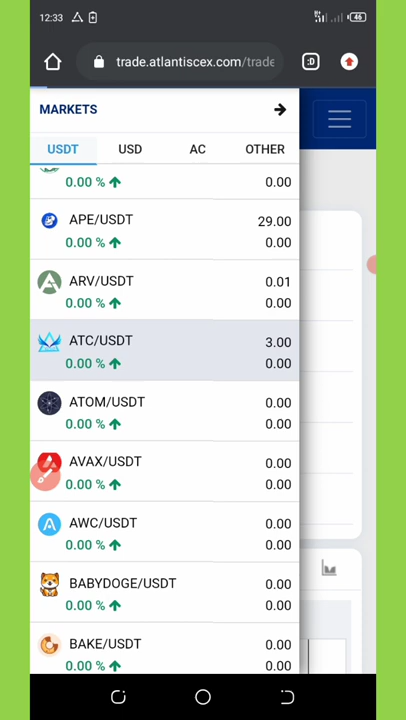 12:33
46
trade.atlantiscex.com/trade
:D
MARKETS
USDT USD AC OTHER
0.00 % 0.00
APE/USDT 29.00
0.00 % 0.00
ARV/USDT 0.01
0.00 % 0.00
ATC/USDT 3.00
0.00 % 0.00
ATOM/USDT 0.00
0.00 % 0.00
AVAX/USDT 0.00
0.00 % 0.00
AWC/USDT 0.00
0.00 % 0.00
BABYDOGE/USDT 0.00
0.00 % 0.00
BAKE/USDT 0.00
0.00 % 0.00